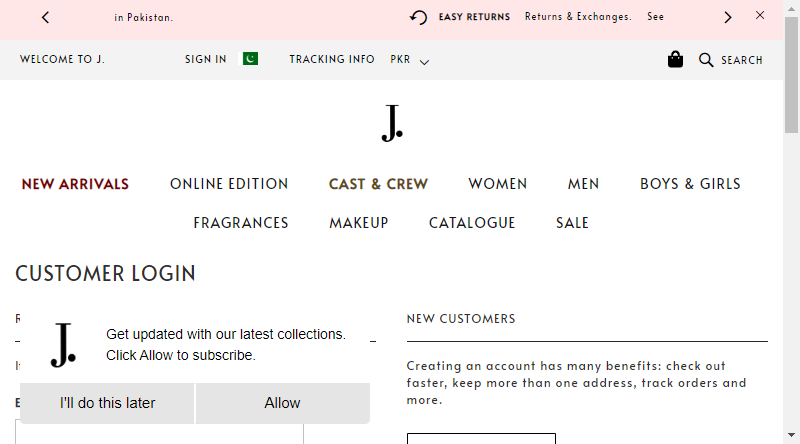 in Pakistan.
EASY RETURNS Returns & Exchanges. See
WELCOME TO J. SIGN IN TRACKING INFO PKR SEARCH
J.
NEW ARRIVALS ONLINE EDITION CAST & CREW WOMEN MEN BOYS & GIRLS
FRAGRANCES MAKEUP CATALOGUE SALE
CUSTOMER LOGIN
J.
Get updated with our latest collections.
Click Allow to subscribe.
I'll do this later Allow
NEW CUSTOMERS
Creating an account has many benefits: check out
faster, keep more than one address, track orders and
more.